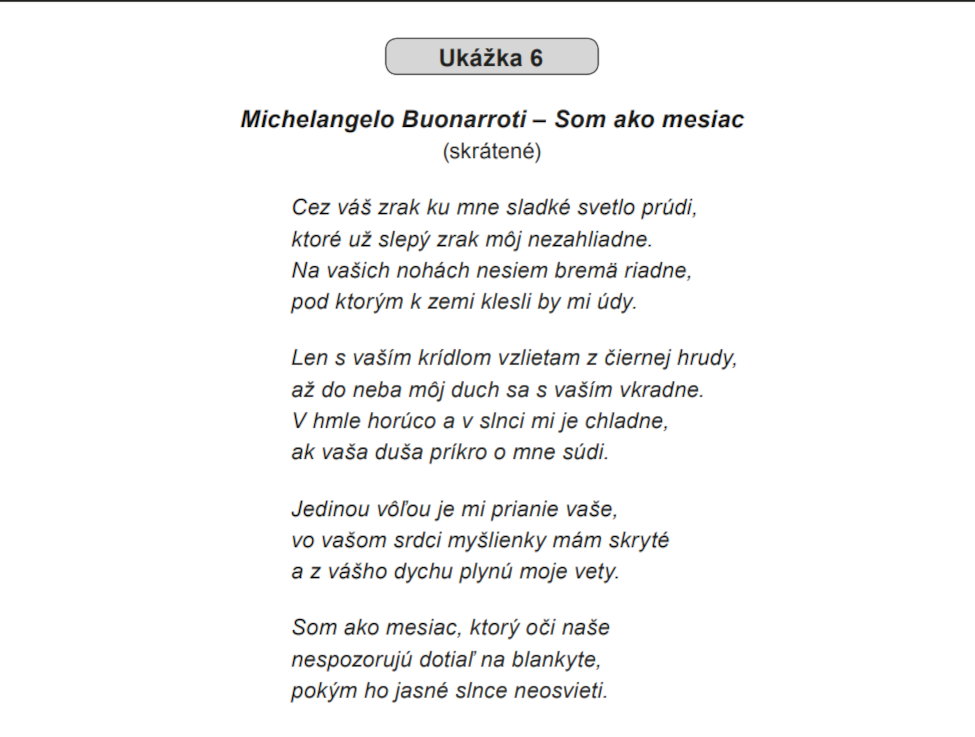 Ukážka 6
Michelangelo Buonarroti – Som ako mesiac
(skrátené)
Cez váš zrak ku mne sladké svetlo prúdi,
ktoré už slepý zrak môj nezahliadne.
Na vašich nohách nesiem bremä riadne,
pod ktorým k zemi klesli by mi údy.
Len s vaším krídlom vzlietam z čiernej hrudy,
až do neba môj duch sa s vaším vkradne.
V hmle horúco a v slnci mi je chladne,
ak vaša duša príkro o mne súdi.
Jedinou vôľou je mi prianie vaše,
vo vašom srdci myšlienky mám skryté
a z vášho dychu plynú moje vety.
Som ako mesiac, ktorý oči naše
nespozorujú dotiaľ na blankyte,
pokým ho jasné slnce neosvieti.